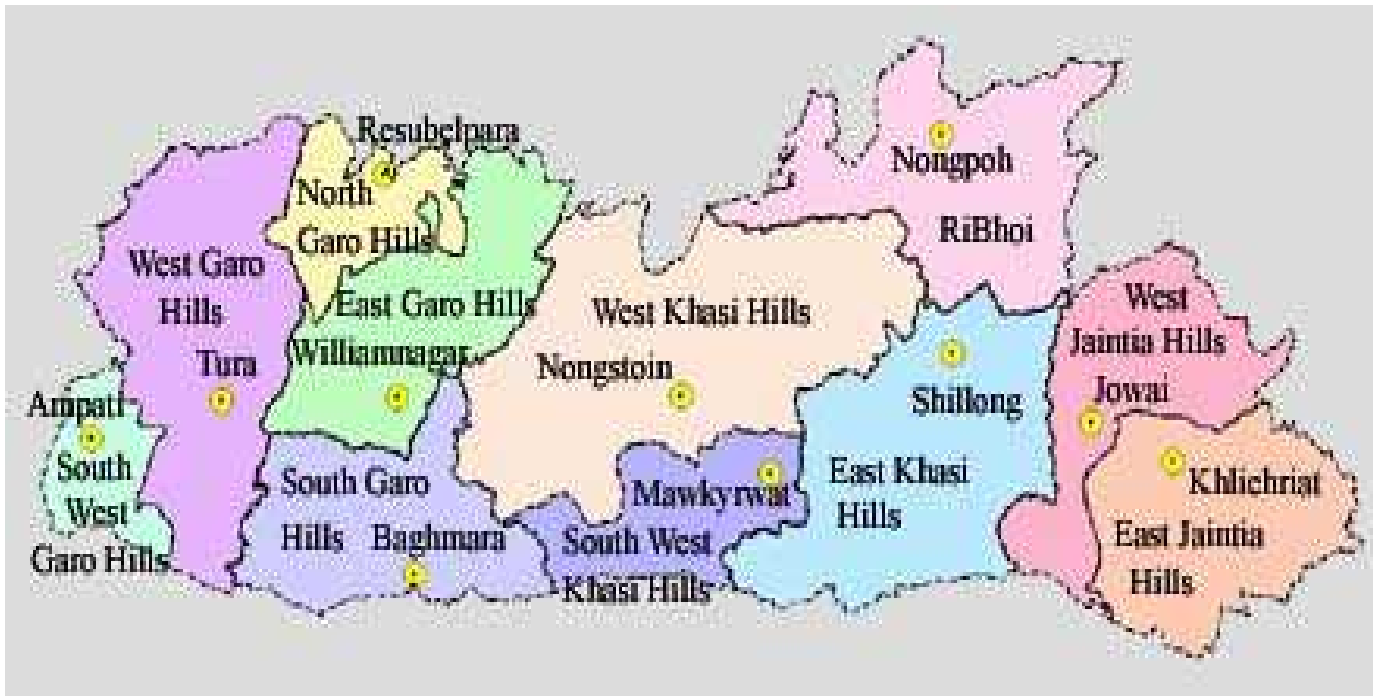 Resubelpara
North
Garo Hills
West Garo
Hills
Tura
East Garo Hills
Williamnagar
Ampati
South
West
Garo Hills
South Garo
Hills
Baghmara
West Khasi Hills
Nongstoin
Mawkyrwat
South West
Khasi Hills
Nongpoh
RiBhoi
Shillong
East Khasi
Hills
West
Jaintia Hills
Jowai
Khliehriat
East Jaintia
Hills